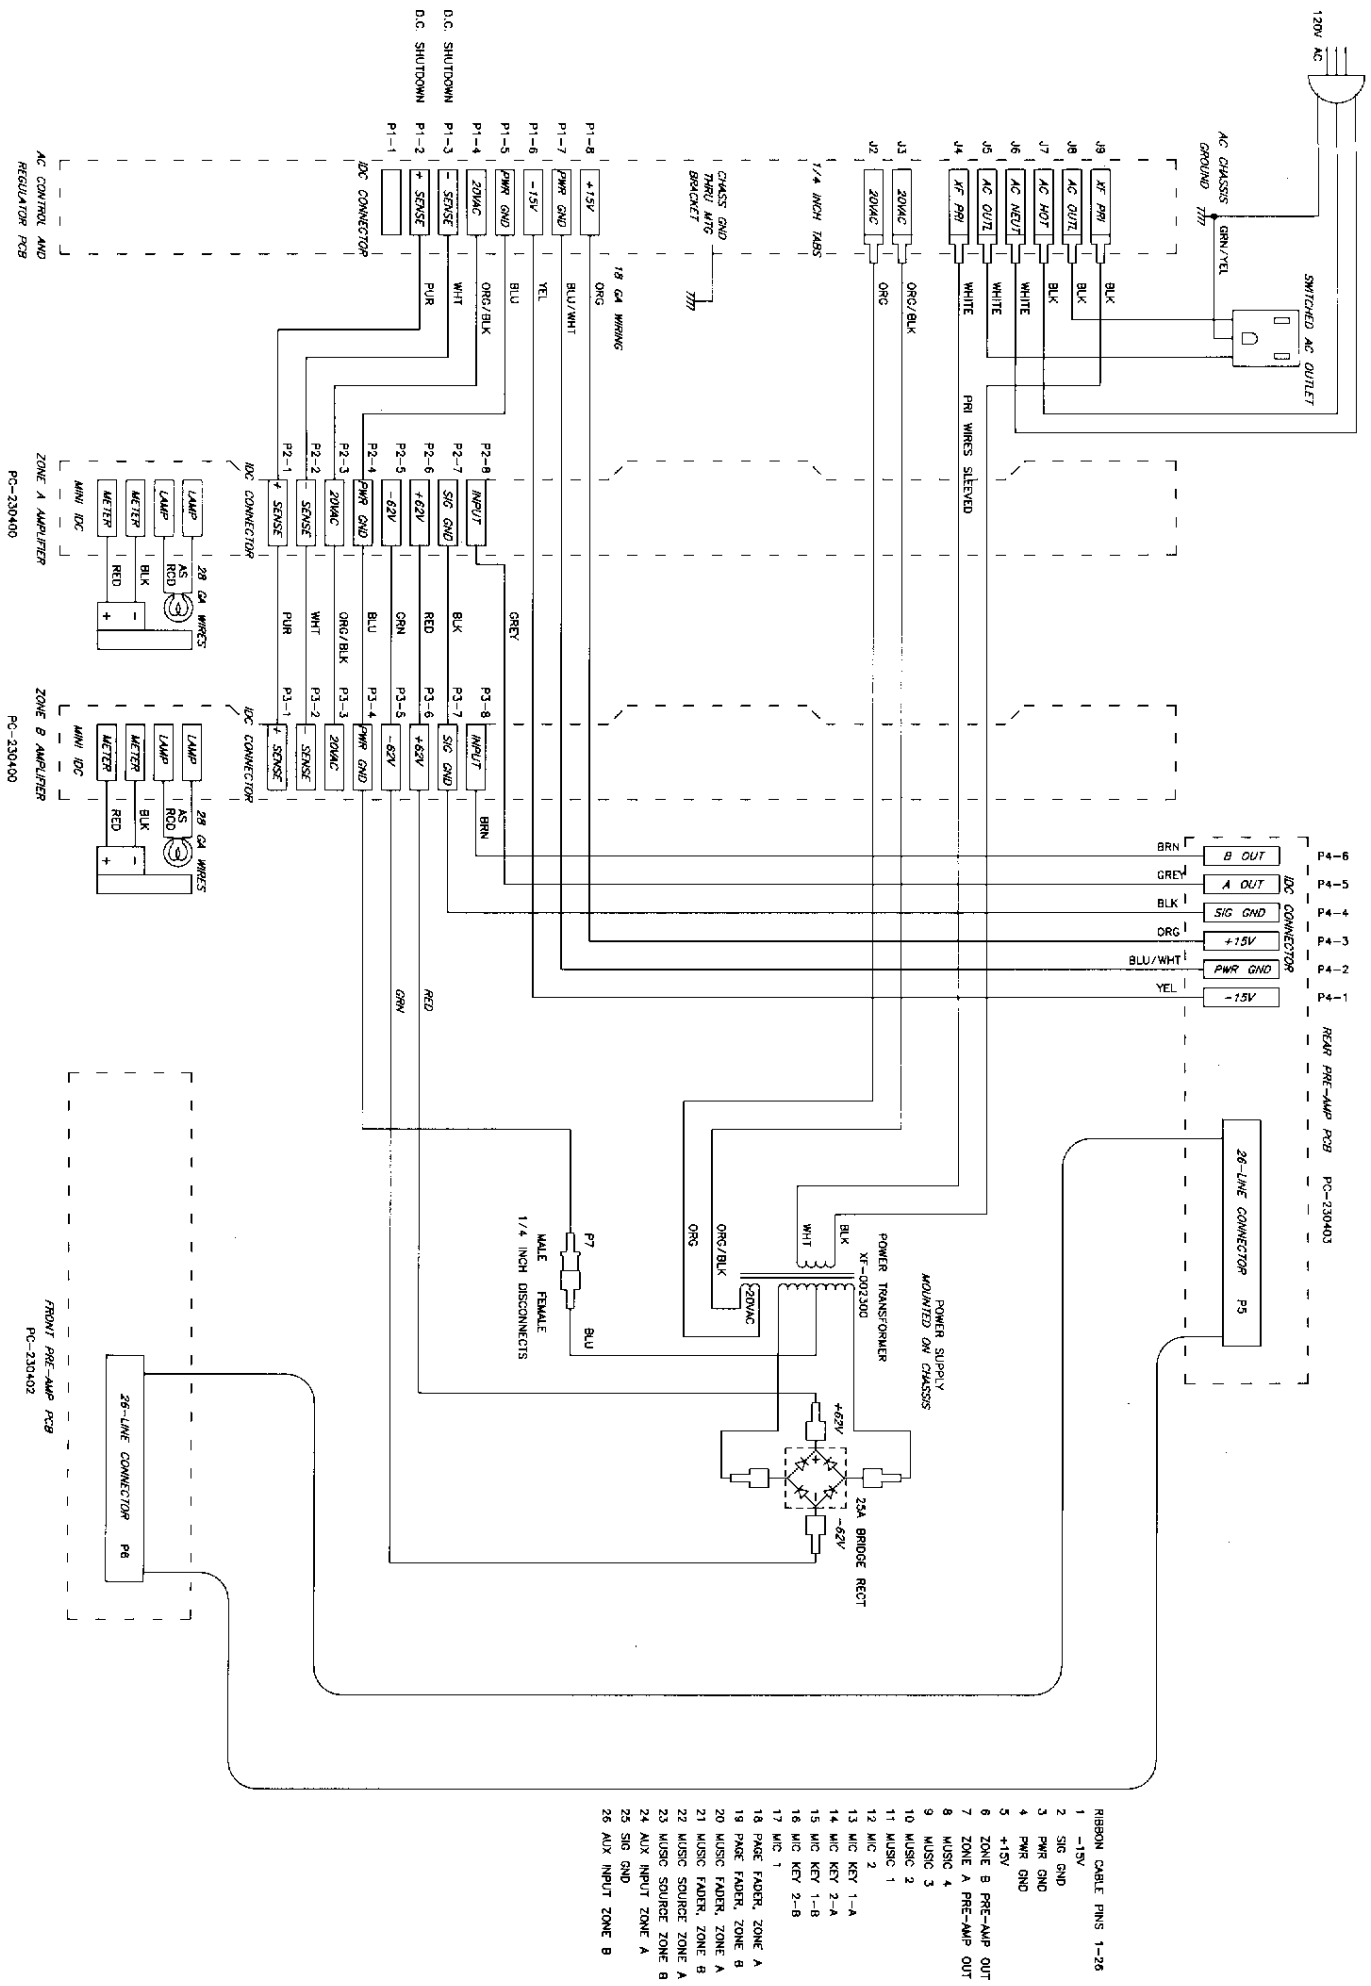 120V AC
AC CHASSIS
GROUND
GRN/YEL
SWITCHED AC OUTLET
J9
J8
J7
J6
J5
J4
XF PRI
AC OUTL
AC HOT
AC NEUT
AC OUTL
XF PRI
BLK
BLK
BLK
WHITE
WHITE
WHITE
PRI WIRES SLEEVED
J3
J2
20VAC
20VAC
ORG/BLK
ORG
1/4 INCH TABS
CHASS GND
THRU MTG
BRACKET
18 GA WIRING
P1-8
P1-7
P1-6
P1-5
P1-4
D.C. SHUTDOWN P1-3
D.C. SHUTDOWN P1-2
P1-1
+15V
PWR GND
-15V
PWR GND
20VAC
- SENSE
+ SENSE
ORG
BLU/WHT
YEL
BLU
ORG/BLK
WHT
PUR
IDC CONNECTOR
AC CONTROL AND
REGULATOR PCB
P2-8
P2-7
P2-6
P2-5
P2-4
P2-3
P2-2
P2-1
INPUT
SIG GND
+62V
-62V
PWR GND
20VAC
- SENSE
+ SENSE
IDC CONNECTOR
GREY
BLK
RED
GRN
BLU
ORG/BLK
WHT
PUR
LAMP
LAMP
METER
METER
MINI IDC
28 GA WIRES
AS
RCD
BLK
RED
-
+
ZONE A AMPLIFIER
PC-230400
P3-8
P3-7
P3-6
P3-5
P3-4
P3-3
P3-2
P3-1
INPUT
SIG GND
+62V
-62V
PWR GND
20VAC
- SENSE
+ SENSE
IDC CONNECTOR
BRN
LAMP
LAMP
METER
METER
MINI IDC
28 GA WIRES
AS
RCD
BLK
RED
-
+
ZONE B AMPLIFIER
PC-230400
BRN B OUT P4-6
GREY A OUT P4-5
BLK SIG GND P4-4
ORG +15V P4-3
BLU/WHT PWR GND P4-2
YEL -15V P4-1
IDC CONNECTOR
REAR PRE-AMP PCB PC-230403
26-LINE CONNECTOR P5
RED
GRN
P7
MALE FEMALE
1/4 INCH DISCONNECTS
BLU
ORG/BLK
ORG
WHT
BLK
POWER TRANSFORMER
XF-002300
20VAC
POWER SUPPLY
MOUNTED ON CHASSIS
+62V
+
-
-62V
25A BRIDGE RECT
26-LINE CONNECTOR P6
FRONT PRE-AMP PCB
PC-230402
RIBBON CABLE PINS 1-26
1 -15V
2 SIG GND
3 PWR GND
4 PWR GND
5 +15V
6 ZONE B PRE-AMP OUT
7 ZONE A PRE-AMP OUT
8 MUSIC 4
9 MUSIC 3
10 MUSIC 2
11 MUSIC 1
12 MIC 2
13 MIC KEY 1-A
14 MIC KEY 2-A
15 MIC KEY 1-B
16 MIC KEY 2-B
17 MIC 1
18 PAGE FADER, ZONE A
19 PAGE FADER, ZONE B
20 MUSIC FADER, ZONE A
21 MUSIC FADER, ZONE B
22 MUSIC SOURCE ZONE A
23 MUSIC SOURCE ZONE B
24 AUX INPUT ZONE A
25 SIG GND
26 AUX INPUT ZONE B